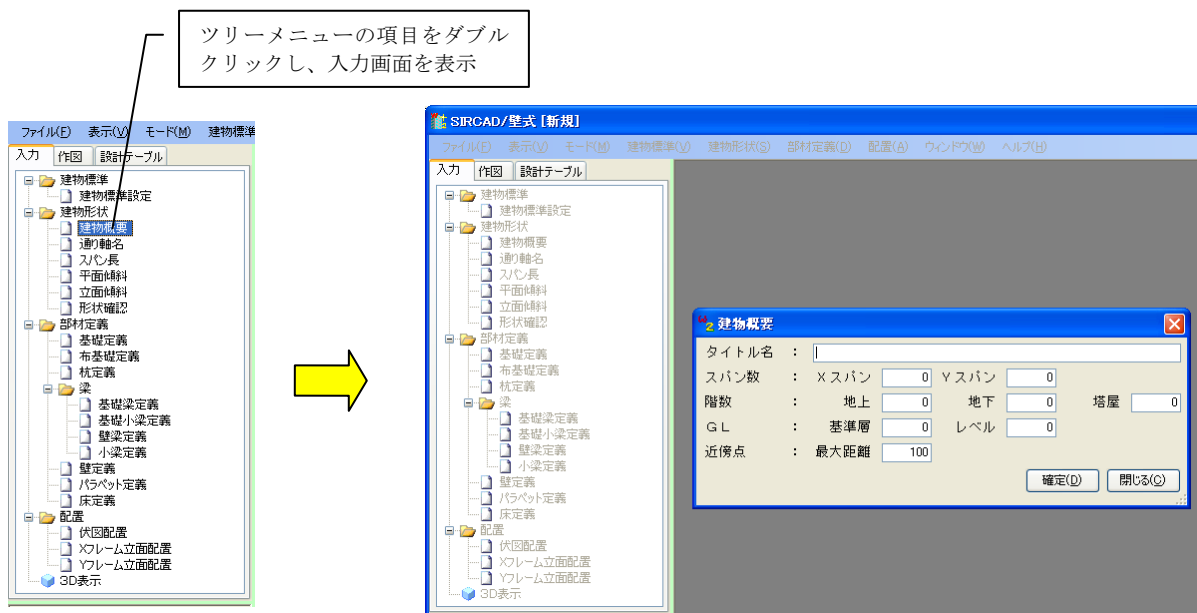 ツリーメニューの項目をダブル
クリックし、入力画面を表示
ファイル(F) 表示(V) モード(M) 建物標準
入力 作図 設計テーブル
建物標準
建物標準設定
建物形状
建物概要
通り軸名
スパン長
平面傾斜
立面傾斜
形状確認
部材定義
基礎定義
布基礎定義
杭定義
梁
基礎梁定義
基礎小梁定義
壁梁定義
小梁定義
壁定義
パラペット定義
床定義
配置
伏図配置
Xフレーム立面配置
Yフレーム立面配置
3D表示
SIRCAD/壁式 [新規]
ファイル(F) 表示(V) モード(M) 建物標準(V) 建物形状(S) 部材定義(D) 配置(A) ウィンドウ(W) ヘルプ(H)
入力 作図 設計テーブル
建物標準
建物標準設定
建物形状
建物概要
通り軸名
スパン長
平面傾斜
立面傾斜
形状確認
部材定義
基礎定義
布基礎定義
杭定義
梁
基礎梁定義
基礎小梁定義
壁梁定義
小梁定義
壁定義
パラペット定義
床定義
配置
伏図配置
Xフレーム立面配置
Yフレーム立面配置
3D表示
建物概要
タイトル名 :
スパン数 : Xスパン 0 Yスパン 0
階数 : 地上 0 地下 0 塔屋 0
GL : 基準層 0 レベル 0
近傍点 : 最大距離 100
確定(D) 閉じる(C)